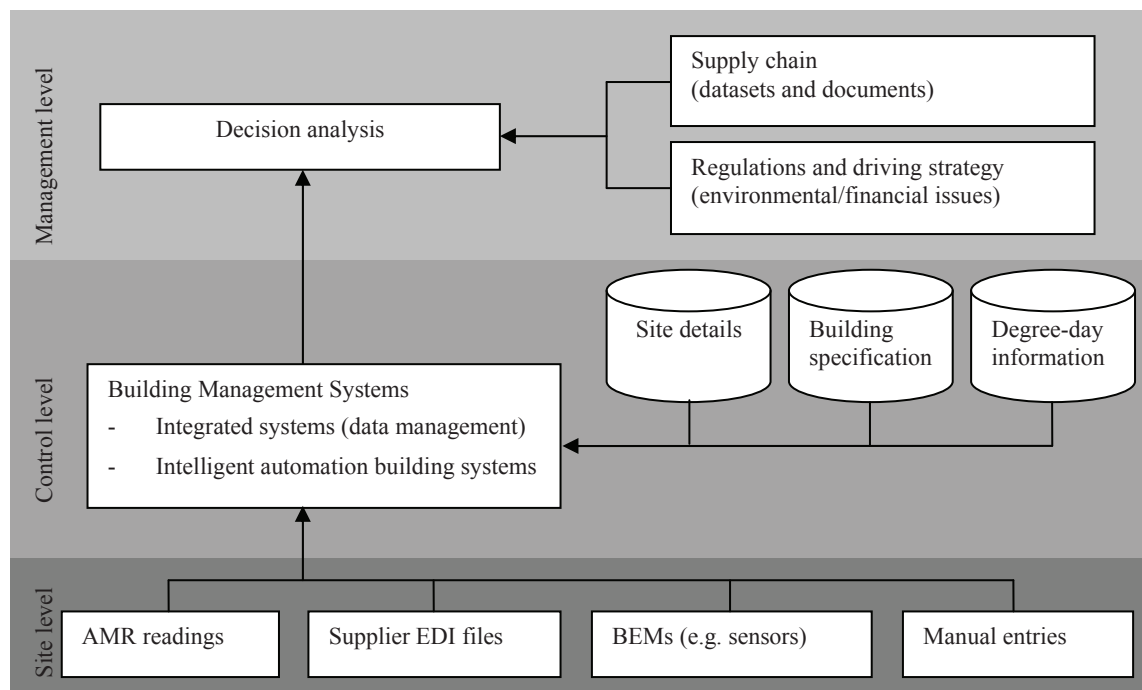 Management level
Supply chain
(datasets and documents)
Decision analysis
Regulations and driving strategy
(environmental/financial issues)
Control level
Site details
Building
specification
Degree-day
information
Building Management Systems
- Integrated systems (data management)
- Intelligent automation building systems
Site level
AMR readings
Supplier EDI files
BEMs (e.g. sensors)
Manual entries